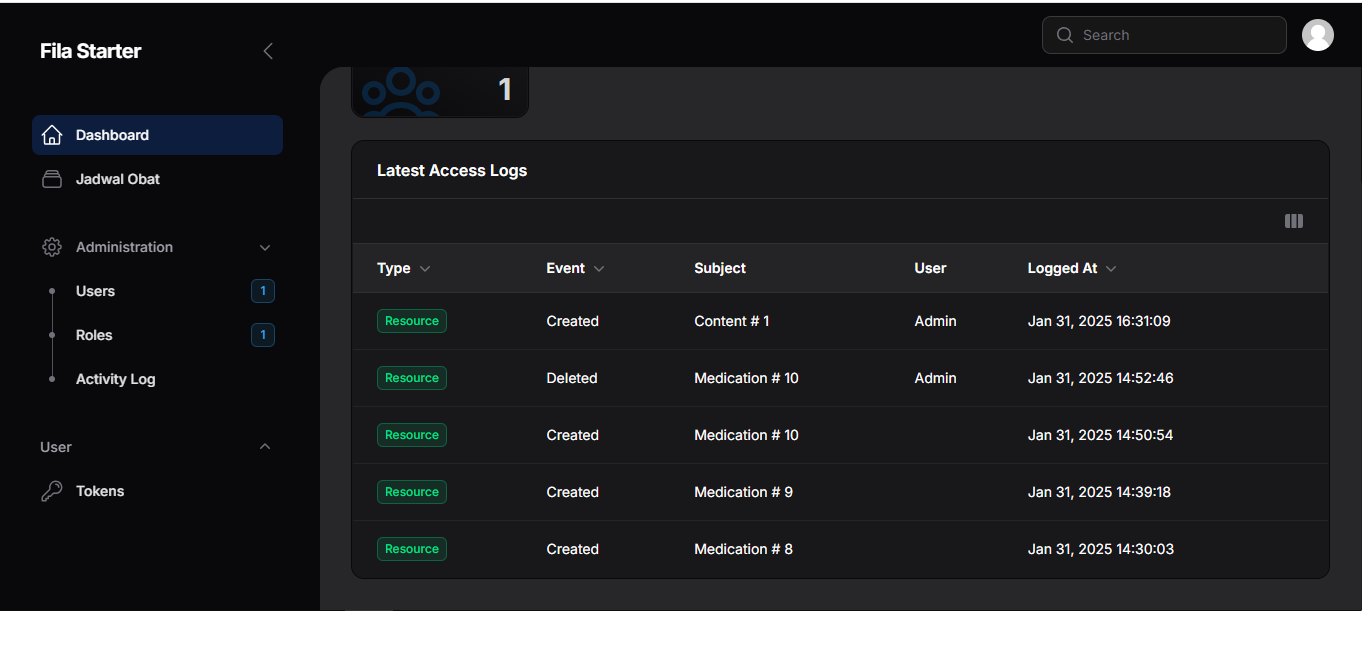 Fila Starter
Search
Dashboard
Jadwal Obat
Administration
Users 1
Roles 1
Activity Log
User
Tokens
1
Latest Access Logs
Type Event Subject User Logged At
Resource Created Content # 1 Admin Jan 31, 2025 16:31:09
Resource Deleted Medication # 10 Admin Jan 31, 2025 14:52:46
Resource Created Medication # 10 Jan 31, 2025 14:50:54
Resource Created Medication # 9 Jan 31, 2025 14:39:18
Resource Created Medication # 8 Jan 31, 2025 14:30:03